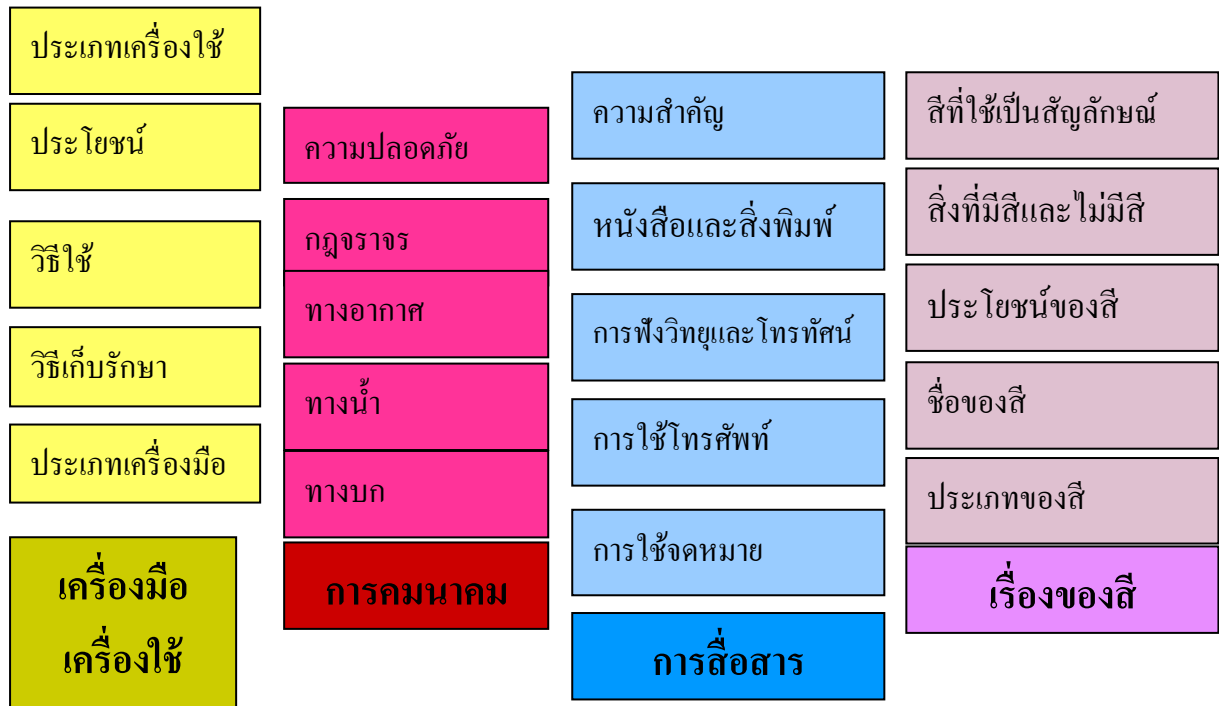 ประเภทเครื่องใช้
ประโยชน์
วิธีใช้
วิธีเก็บรักษา
ประเภทเครื่องมือ
เครื่องมือ
เครื่องใช้
ความปลอดภัย
กฎจราจร
ทางอากาศ
ทางน้ำ
ทางบก
การคมนาคม
ความสำคัญ
หนังสือและสิ่งพิมพ์
การฟังวิทยุและโทรทัศน์
การใช้โทรศัพท์
การใช้จดหมาย
การสื่อสาร
สีที่ใช้เป็นสัญลักษณ์
สิ่งที่มีสีและไม่มีสี
ประโยชน์ของสี
ชื่อของสี
ประเภทของสี
เรื่องของสี